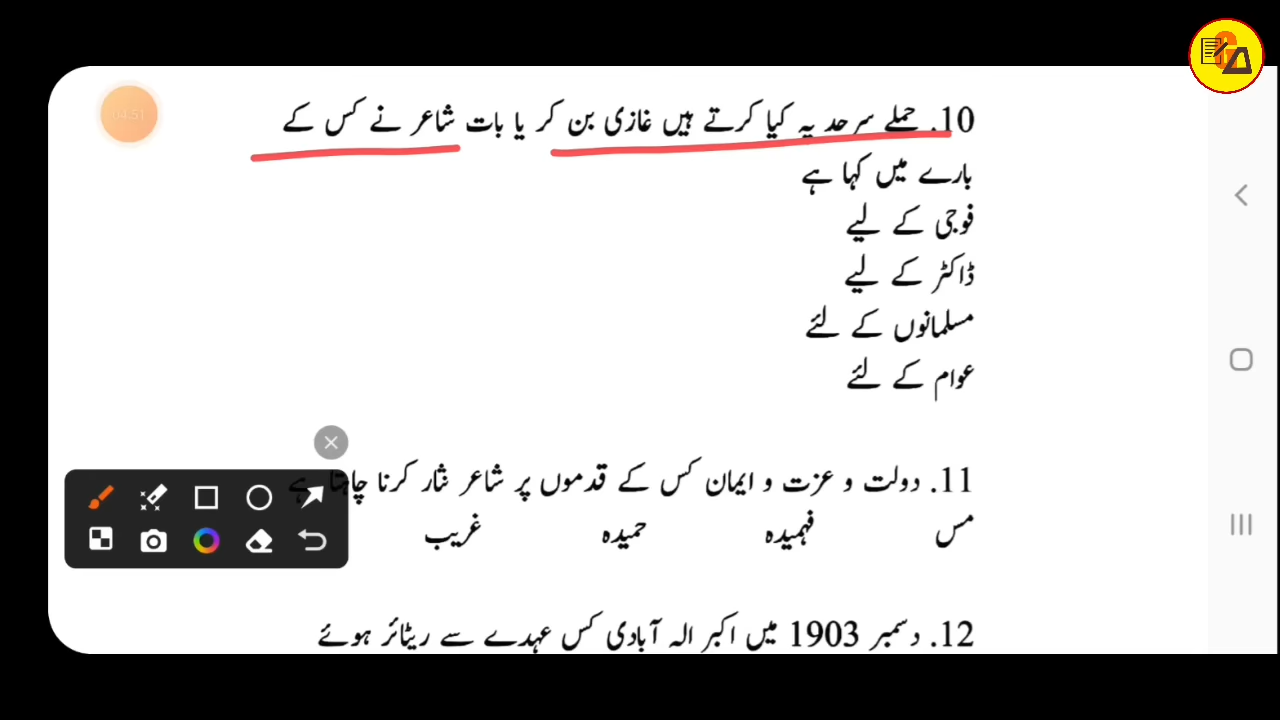 04:51
10. حملے سرحد یہ کیا کرتے ہیں غازی بن کر یا بات شاعر نے کس کے
بارے میں کہا ہے
فوجی کے لیے
ڈاکٹر کے لیے
مسلمانوں کے لئے
عوام کے لئے
11. دولت و عزت و ایمان کس کے قدموں پر شاعر نثار کرنا چاہتا ہے
مس فہمیدہ حمیدہ غریب
12. دسمبر 1903 میں اکبر الہ آبادی کس عہدے سے ریٹائر ہوئے